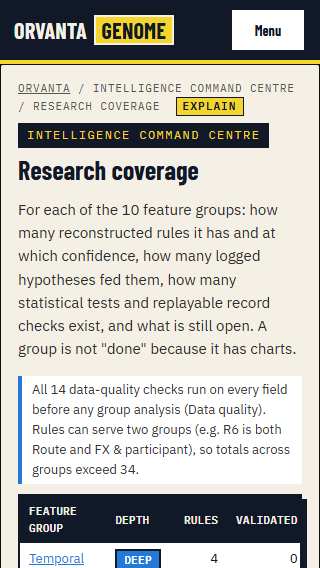 ORVANTA GENOME
Menu
ORVANTA / INTELLIGENCE COMMAND CENTRE
/ RESEARCH COVERAGE EXPLAIN
INTELLIGENCE COMMAND CENTRE
Research coverage
For each of the 10 feature groups: how
many reconstructed rules it has and at
which confidence, how many logged
hypotheses fed them, how many
statistical tests and replayable record
checks exist, and what is still open. A
group is not "done" because it has charts.
All 14 data-quality checks run on every field
before any group analysis (Data quality).
Rules can serve two groups (e.g. R6 is both
Route and FX & participant), so totals across
groups exceed 34.
FEATURE
GROUP DEPTH RULES VALIDATED
Temporal DEEP 4 0